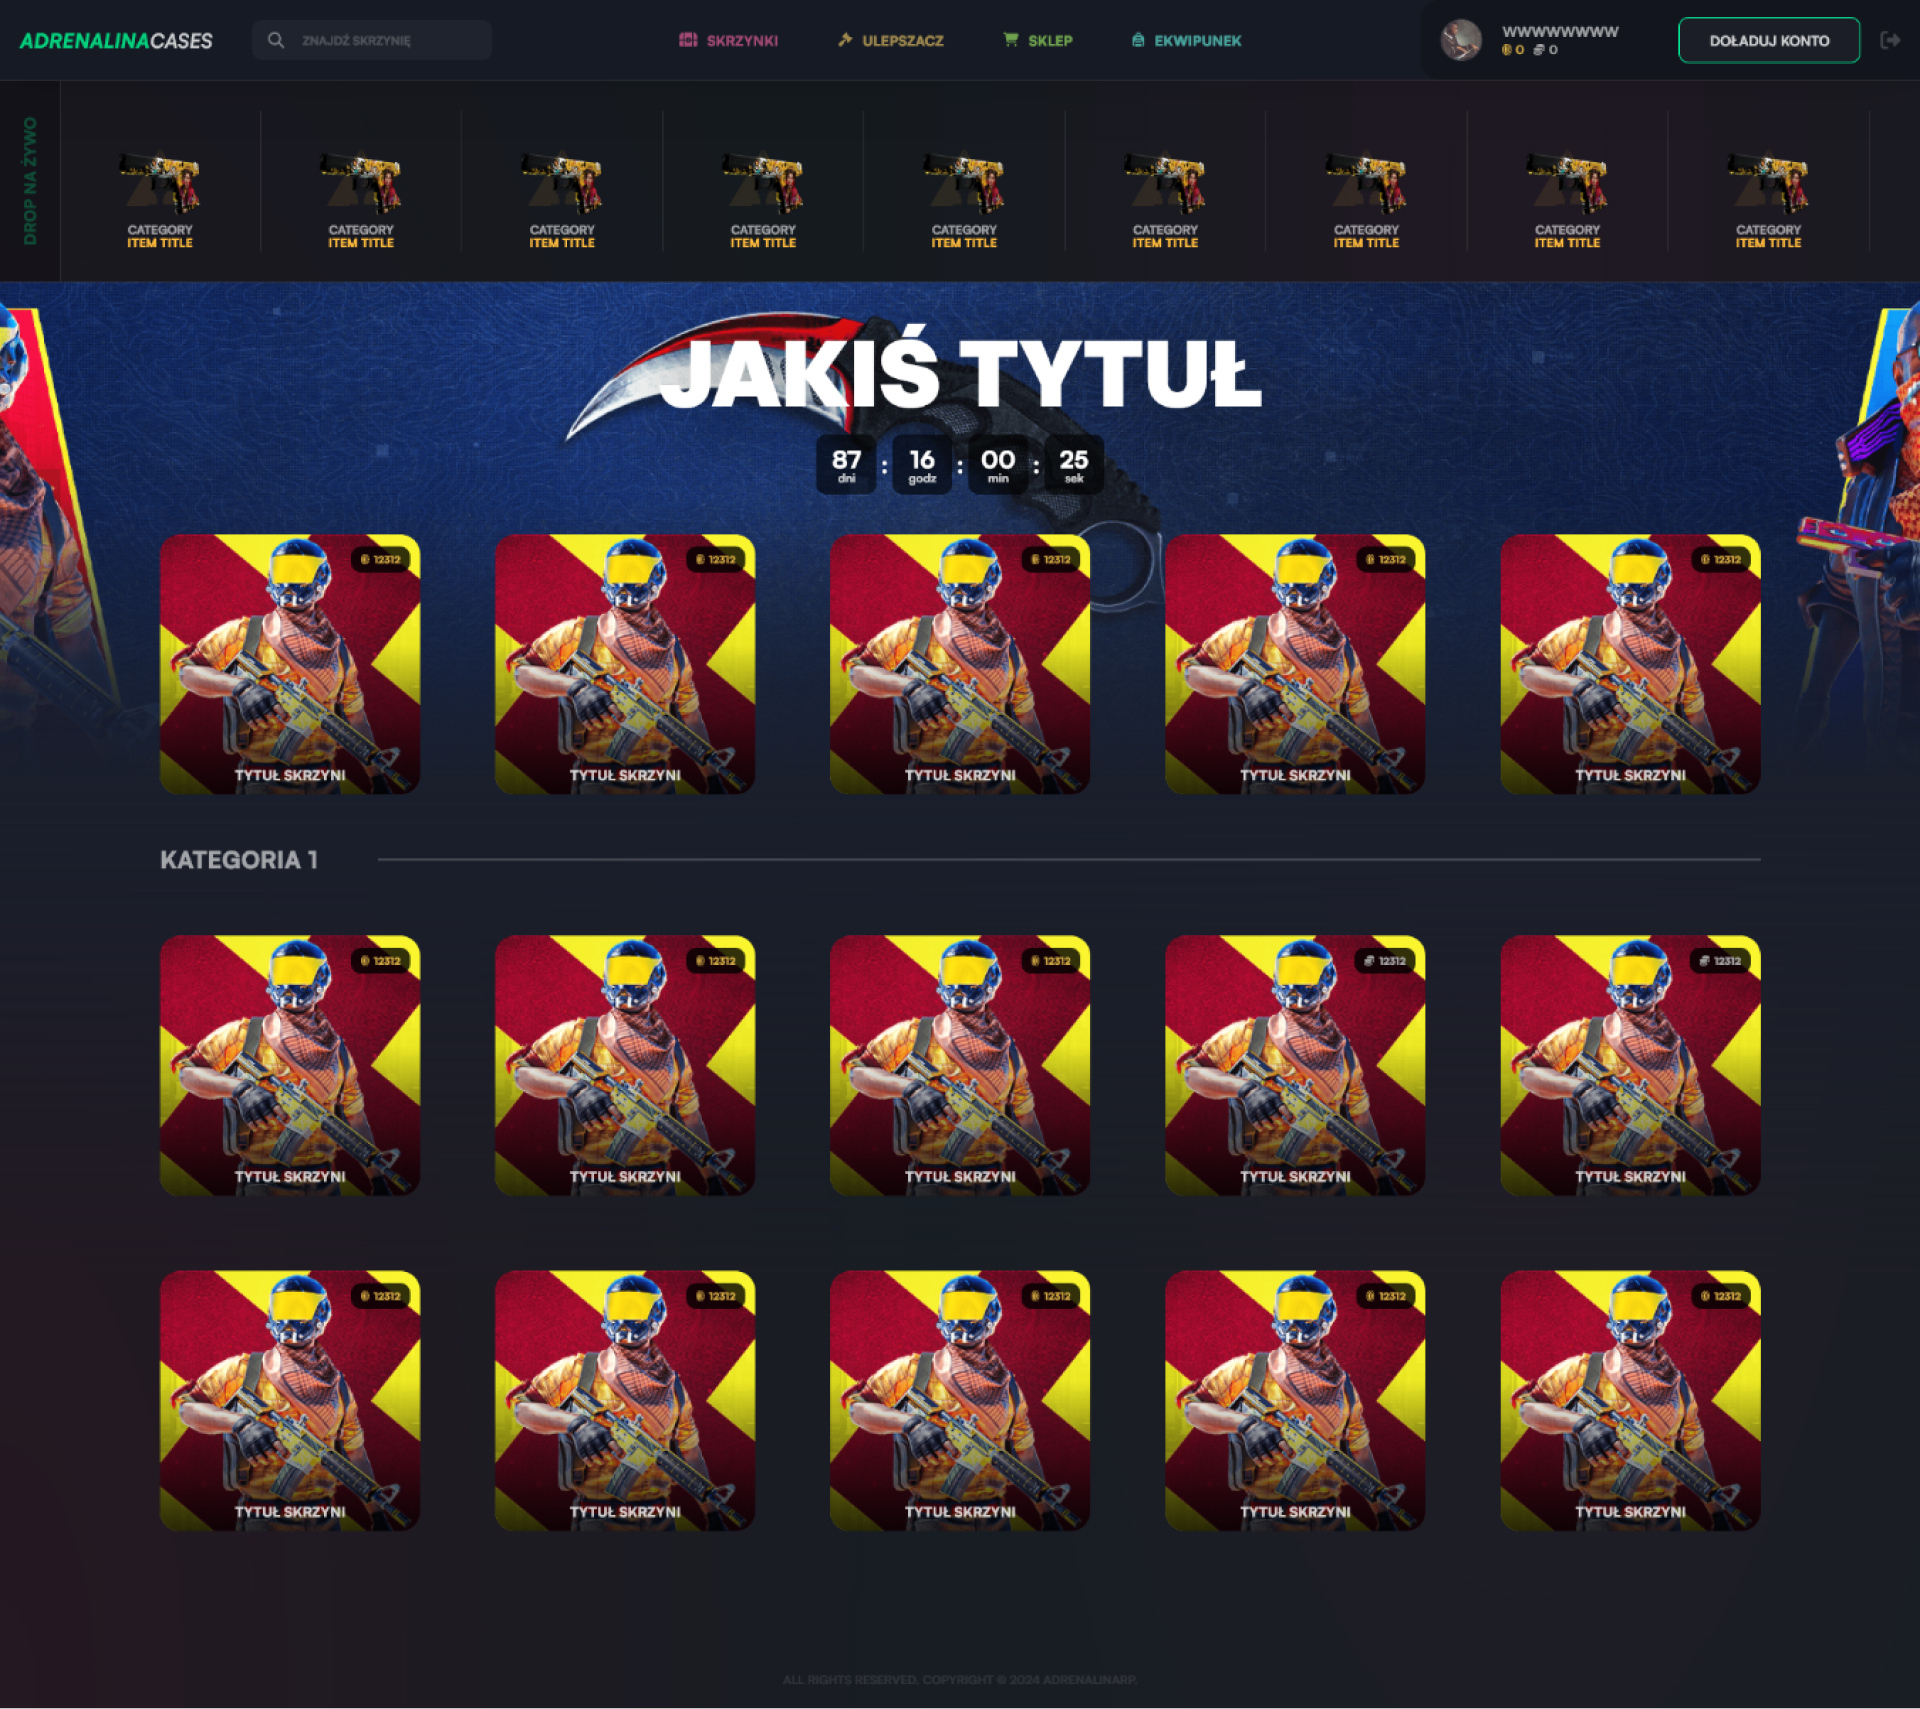 ADRENALINACASES
ZNAJDŹ SKRZYNIĘ
SKRZYNKI
ULEPSZACZ
SKLEP
EKWIPUNEK
WWWWWWWWW
0 0
DOŁADUJ KONTO
DROP NA ŻYWO
CATEGORY CATEGORY CATEGORY CATEGORY CATEGORY CATEGORY CATEGORY CATEGORY CATEGORY
ITEM TITLE ITEM TITLE ITEM TITLE ITEM TITLE ITEM TITLE ITEM TITLE ITEM TITLE ITEM TITLE ITEM TITLE
JAKIŚ TYTUŁ
87 : 16 : 00 : 25
dni godz min sek
12312 12312 12312 12312 12312
TYTUŁ SKRZYNI TYTUŁ SKRZYNI TYTUŁ SKRZYNI TYTUŁ SKRZYNI TYTUŁ SKRZYNI
KATEGORIA 1
12312 12312 12312 12312 12312
TYTUŁ SKRZYNI TYTUŁ SKRZYNI TYTUŁ SKRZYNI TYTUŁ SKRZYNI TYTUŁ SKRZYNI
12312 12312 12312 12312 12312
TYTUŁ SKRZYNI TYTUŁ SKRZYNI TYTUŁ SKRZYNI TYTUŁ SKRZYNI TYTUŁ SKRZYNI
ALL RIGHTS RESERVED. COPYRIGHT © 2024 ADRENALINARP.